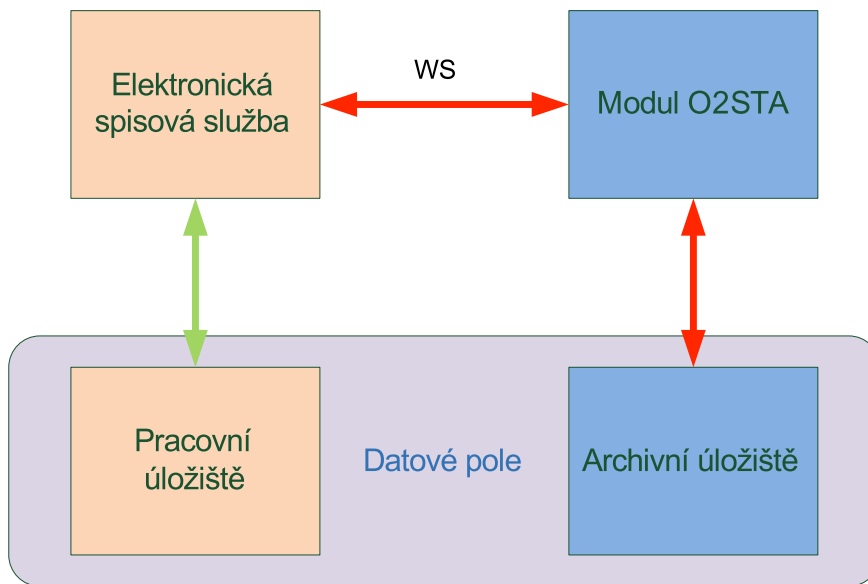 Elektronická
spisová služba
WS
Modul O2STA
Pracovní
úložiště
Datové pole
Archivní úložiště